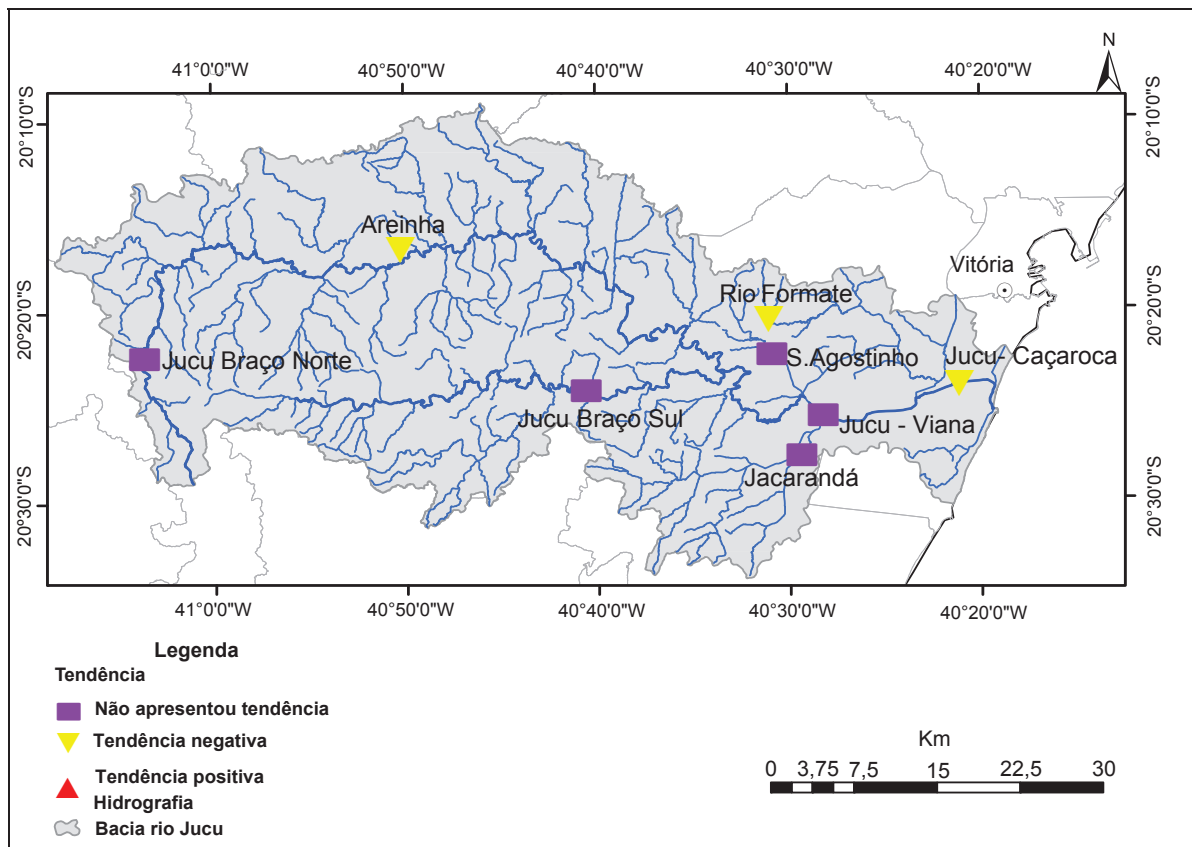 N
41°0'0"W 40°50'0"W 40°40'0"W 40°30'0"W 40°20'0"W
20°10'0"S 20°10'0"S
Areinha
Vitória
Rio Formate
20°20'0"S 20°20'0"S
Jucu Braço Norte S.Agostinho Jucu- Caçaroca
Jucu Braço Sul Jucu - Viana
Jacarandá
20°30'0"S 20°30'0"S
41°0'0"W 40°50'0"W 40°40'0"W 40°30'0"W 40°20'0"W
Legenda
Tendência
Não apresentou tendência
Tendência negativa
Tendência positiva
Hidrografia
Bacia rio Jucu
Km
0 3,75 7,5 15 22,5 30